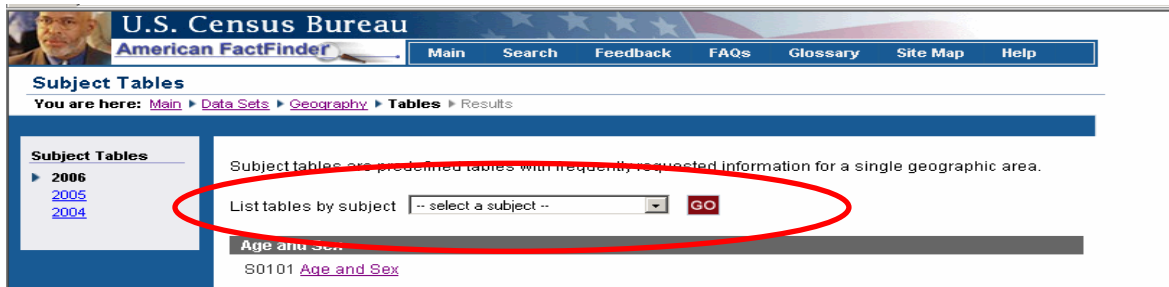 U.S. Census Bureau
American FactFinder
Main Search Feedback FAQs Glossary Site Map Help
Subject Tables
You are here: Main ▶ Data Sets ▶ Geography ▶ Tables ▶ Results
Subject Tables
▶ 2006
2005
2004
Subject tables are predefined tables with frequently requested information for a single geographic area.
List tables by subject -- select a subject -- GO
Age and Sex
S0101 Age and Sex